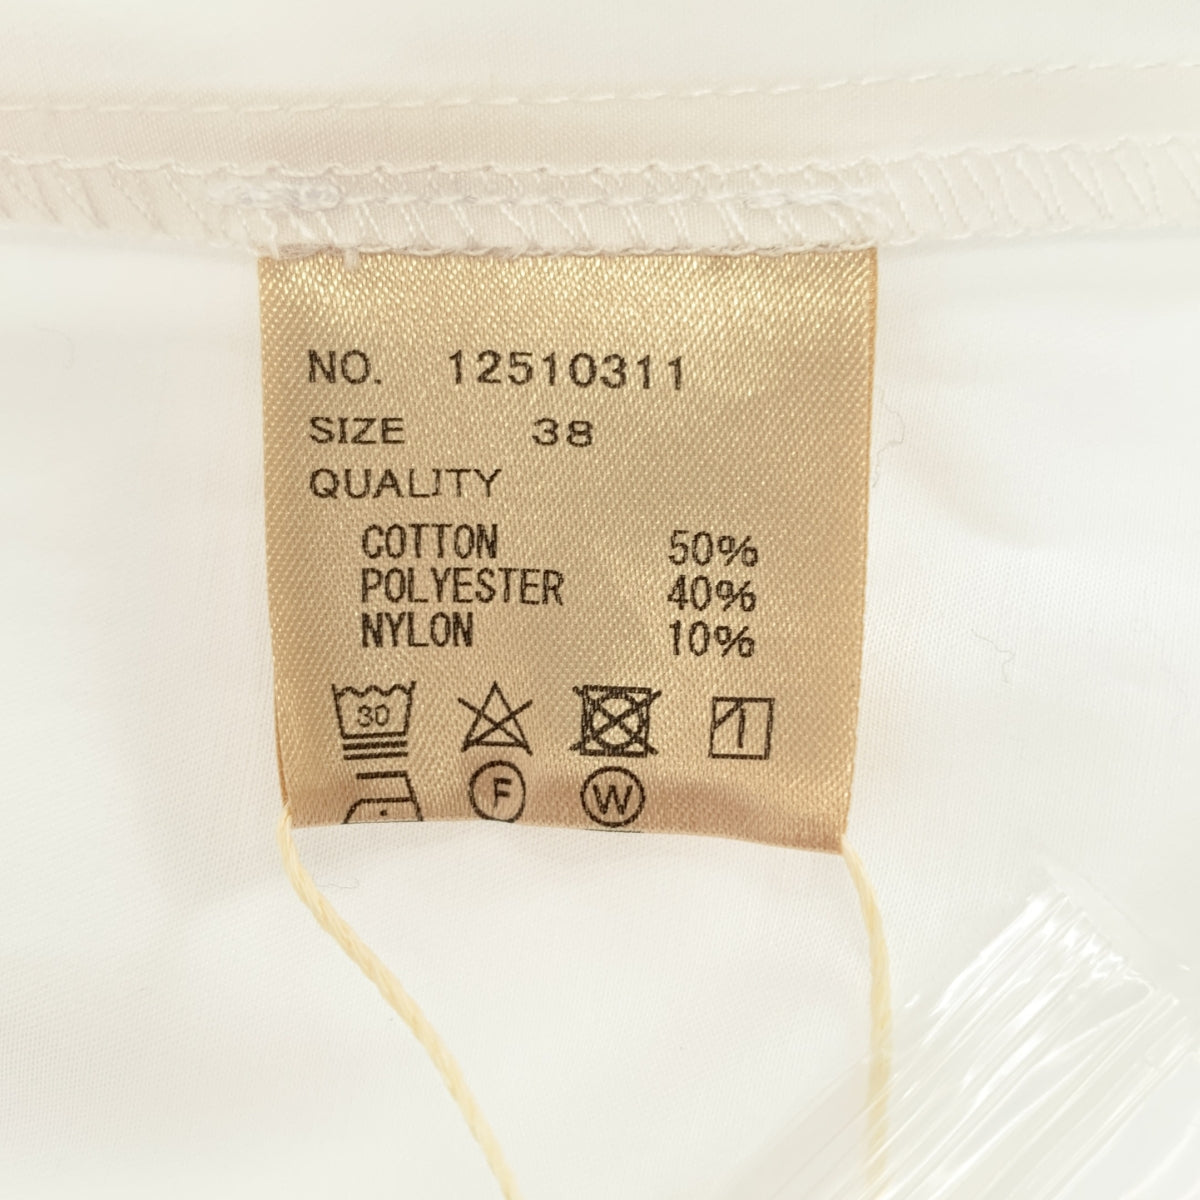 NO. 12510311
SIZE 38
QUALITY
COTTON 50%
POLYESTER 40%
NYLON 10%
30
F W